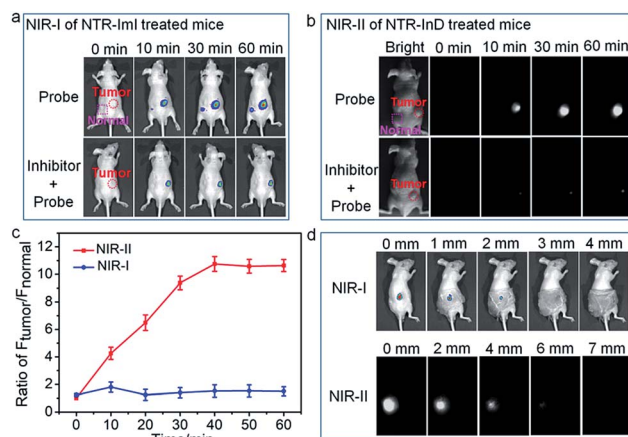 a NIR-I of NTR-ImI treated mice
0 min 10 min 30 min 60 min
Probe
Tumor
Normal
Inhibitor
+
Probe
Tumor
b NIR-II of NTR-InD treated mice
Bright 0 min 10 min 30 min 60 min
Probe
Tumor
Normal
Inhibitor
+
Probe
Tumor
c
NIR-II
NIR-I
Ratio of Ftumor/Fnormal
12
10
8
6
4
2
0
0 10 20 30 40 50 60
Time/min
d
0 mm 1 mm 2 mm 3 mm 4 mm
NIR-I
0 mm 2 mm 4 mm 6 mm 7 mm
NIR-II